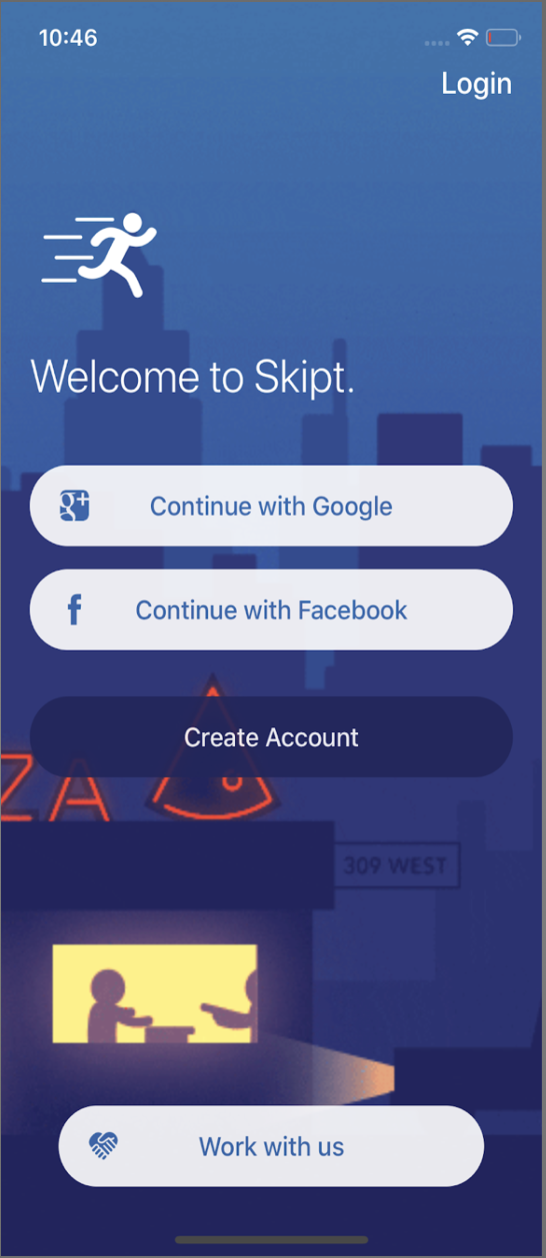 10:46
Login
Welcome to Skipt.
g+
Continue with Google
f
Continue with Facebook
Create Account
ZA
309 WEST
Work with us